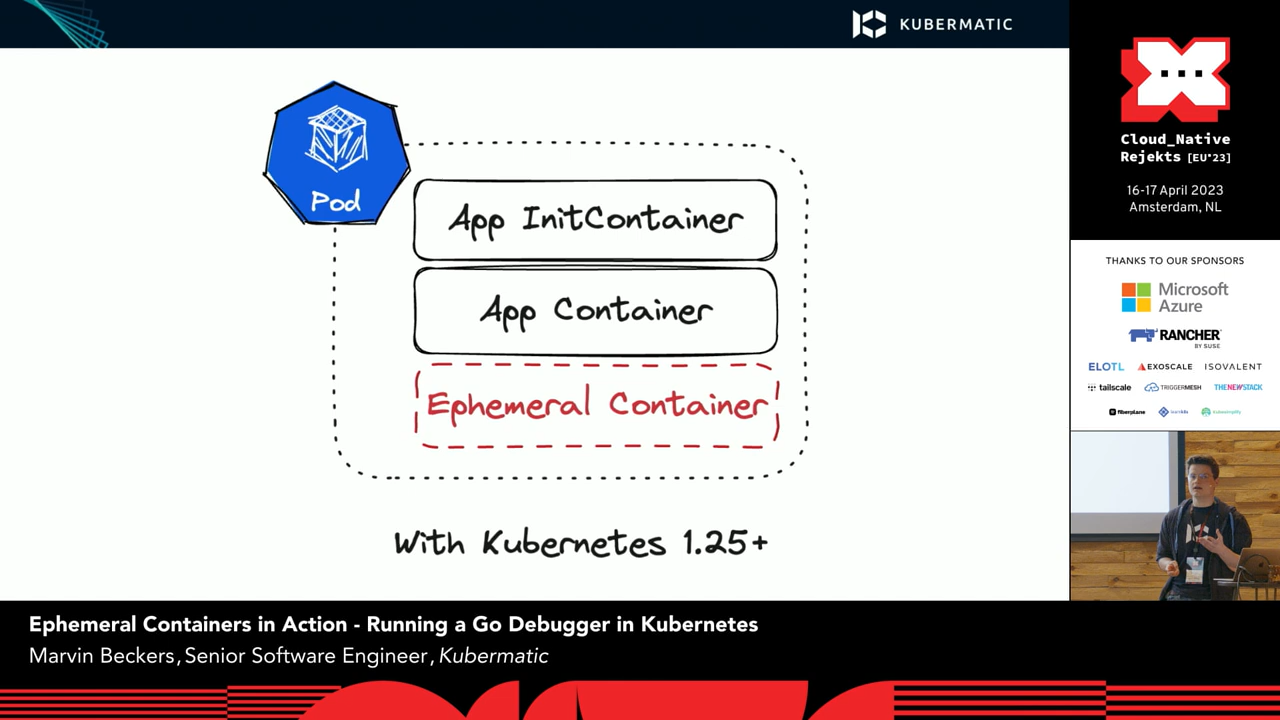 KUBERMATIC
Pod
App InitContainer
App Container
Ephemeral Container
With Kubernetes 1.25+
Cloud_Native
Rejekts [EU'23]
16-17 April 2023
Amsterdam, NL
THANKS TO OUR SPONSORS
Microsoft
Azure
RANCHER
BY SUSE
ELOTL
EXOSCALE
ISOVALENT
tailscale
TRIGGERMESH
THENEWSTACK
fiberplane
learnk8s
kubesimplify
Ephemeral Containers in Action - Running a Go Debugger in Kubernetes
Marvin Beckers, Senior Software Engineer, Kubermatic